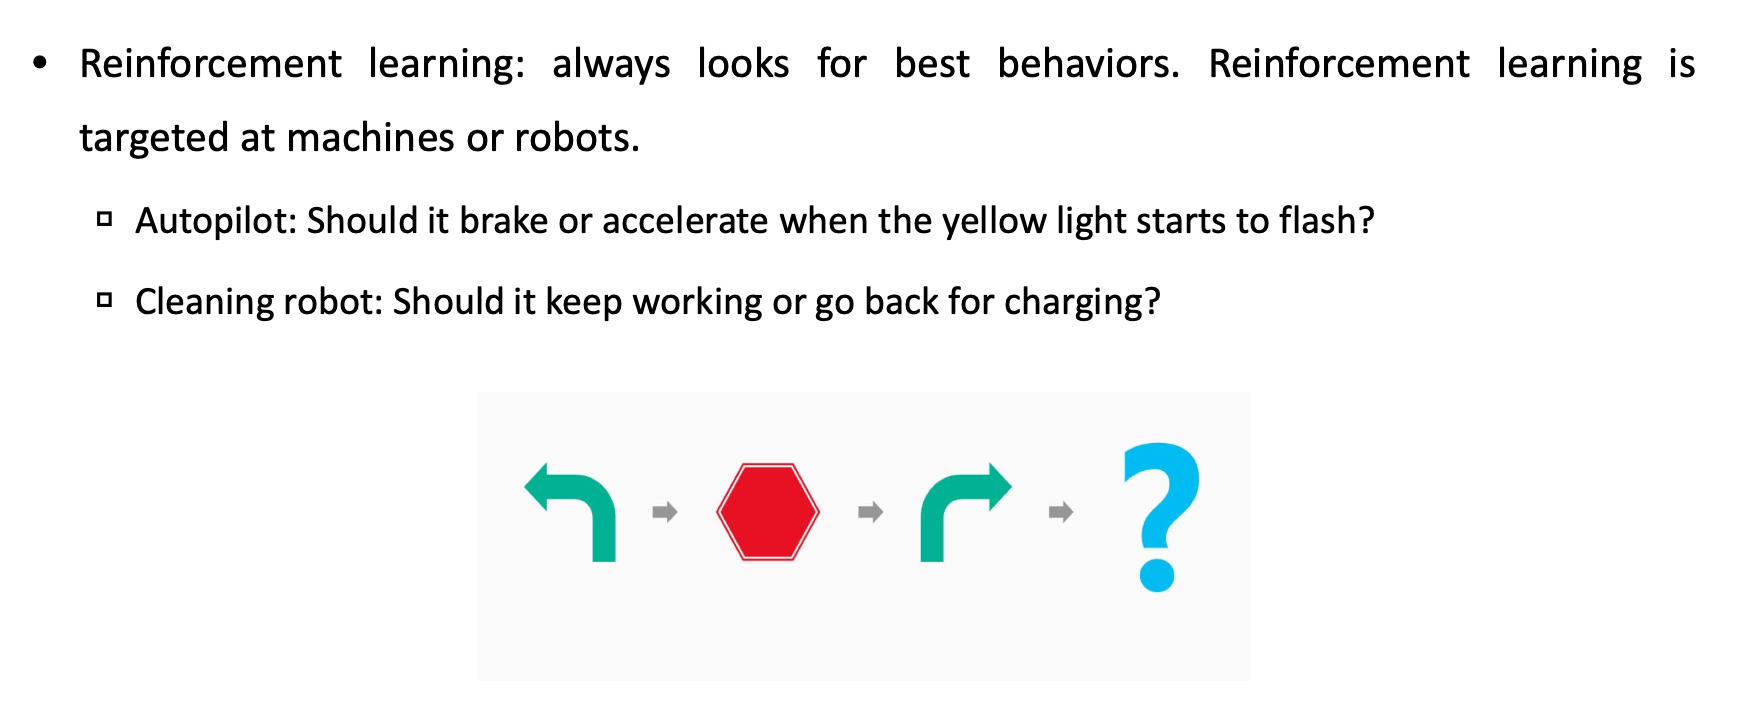 • Reinforcement learning: always looks for best behaviors. Reinforcement learning is
targeted at machines or robots.
▫ Autopilot: Should it brake or accelerate when the yellow light starts to flash?
▫ Cleaning robot: Should it keep working or go back for charging?
?